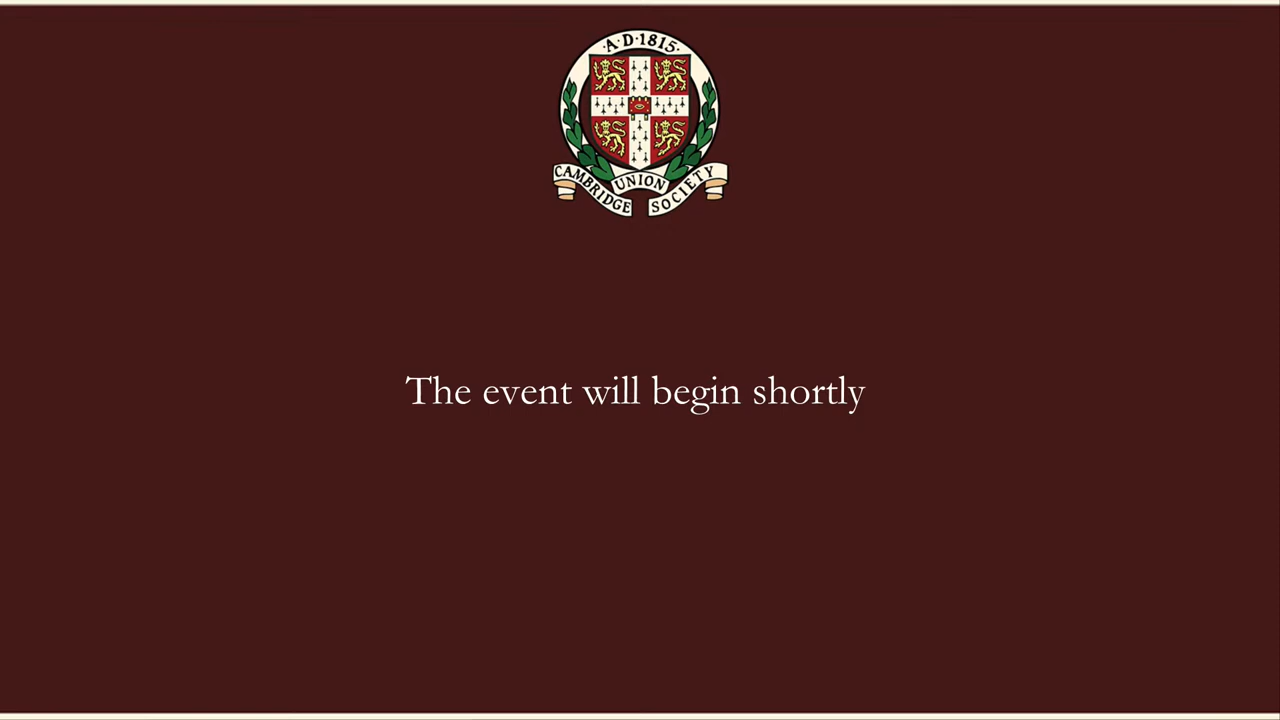 ·A·D·1815·
CAMBRIDGE UNION SOCIETY
The event will begin shortly